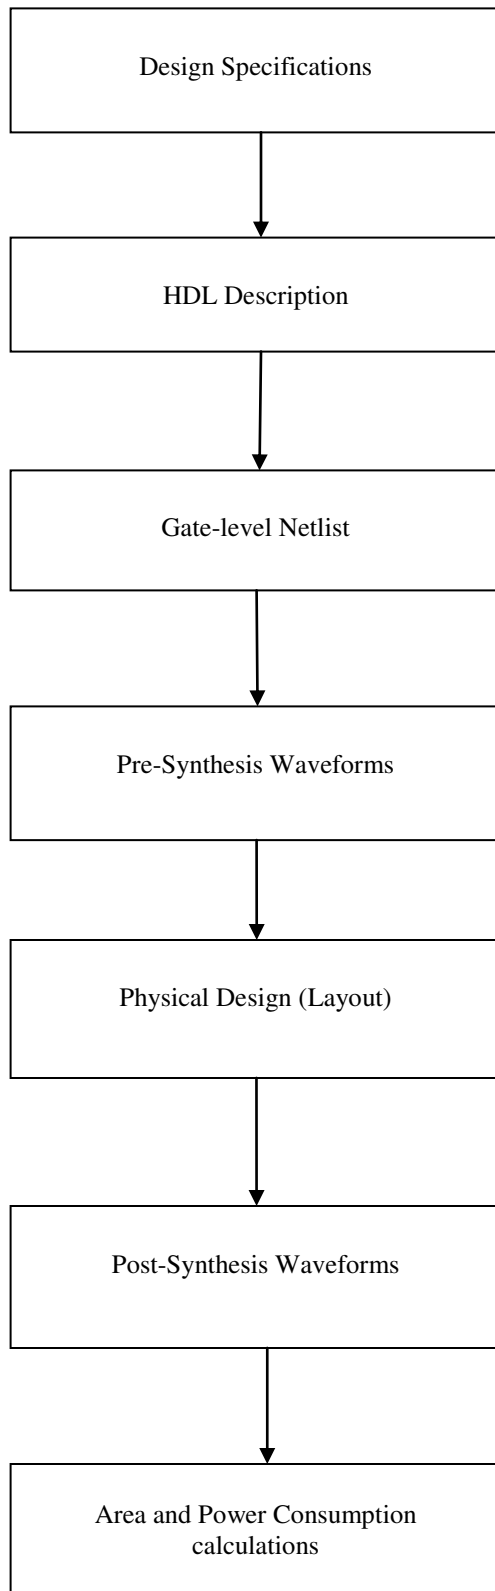 Design Specifications
HDL Description
Gate-level Netlist
Pre-Synthesis Waveforms
Physical Design (Layout)
Post-Synthesis Waveforms
Area and Power Consumption
calculations